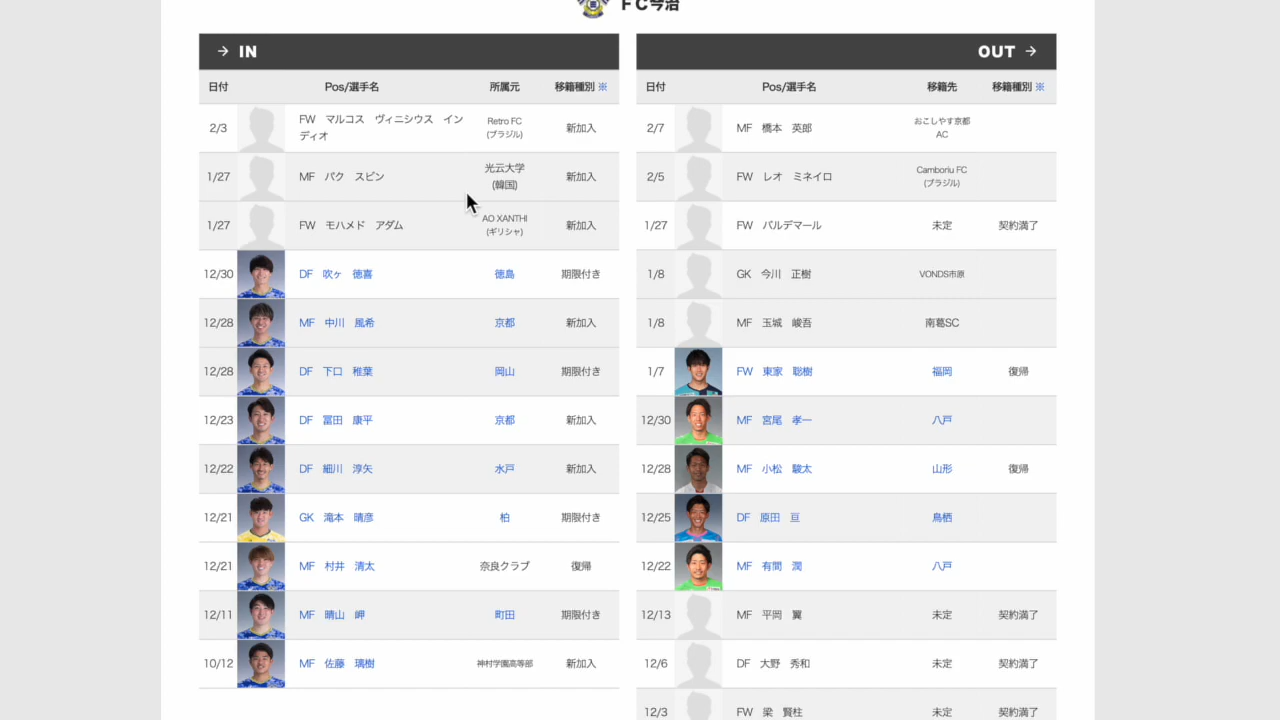 FC今治
→ IN
日付 Pos/選手名 所属元 移籍種別 ※
2/3 FW マルコス ヴィニシウス イン
ディオ
Retro FC
(ブラジル)
新加入
1/27 MF パク スビン
光云大学
(韓国)
新加入
1/27 FW モハメド アダム
AO XANTHI
(ギリシャ)
新加入
12/30 DF 吹ヶ 徳喜 徳島 期限付き
12/28 MF 中川 風希 京都 新加入
12/28 DF 下口 稚葉 岡山 期限付き
12/23 DF 冨田 康平 京都 新加入
12/22 DF 細川 淳矢 水戸 新加入
12/21 GK 滝本 晴彦 柏 期限付き
12/21 MF 村井 清太 奈良クラブ 復帰
12/11 MF 晴山 岬 町田 期限付き
10/12 MF 佐藤 璃樹 神村学園高等部 新加入
OUT →
日付 Pos/選手名 移籍先 移籍種別 ※
2/7 MF 橋本 英郎
おこしやす京都
AC
2/5 FW レオ ミネイロ
Camboriu FC
(ブラジル)
1/27 FW バルデマール 未定 契約満了
1/8 GK 今川 正樹 VONDS市原
1/8 MF 玉城 峻吾 南葛SC
1/7 FW 東家 聡樹 福岡 復帰
12/30 MF 宮尾 孝一 八戸
12/28 MF 小松 駿太 山形 復帰
12/25 DF 原田 亘 鳥栖
12/22 MF 有間 潤 八戸
12/13 MF 平岡 翼 未定 契約満了
12/6 DF 大野 秀和 未定 契約満了
12/3 FW 梁 賢柱 未定 契約満了